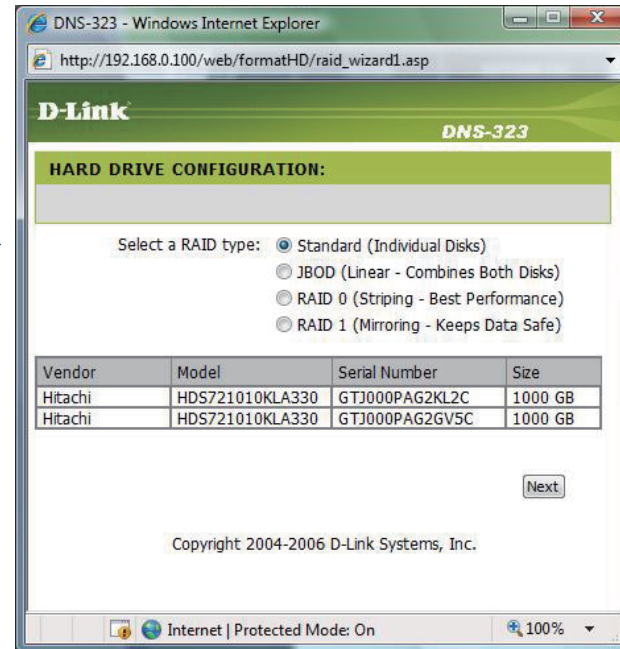 DNS-323 - Windows Internet Explorer
http://192.168.0.100/web/formatHD/raid_wizard1.asp
D-Link
DNS-323
HARD DRIVE CONFIGURATION:
Select a RAID type: Standard (Individual Disks)
JBOD (Linear - Combines Both Disks)
RAID 0 (Striping - Best Performance)
RAID 1 (Mirroring - Keeps Data Safe)
Vendor Model Serial Number Size
Hitachi HDS721010KLA330 GTJ000PAG2KL2C 1000 GB
Hitachi HDS721010KLA330 GTJ000PAG2GV5C 1000 GB
Next
Copyright 2004-2006 D-Link Systems, Inc.
Internet | Protected Mode: On 100%